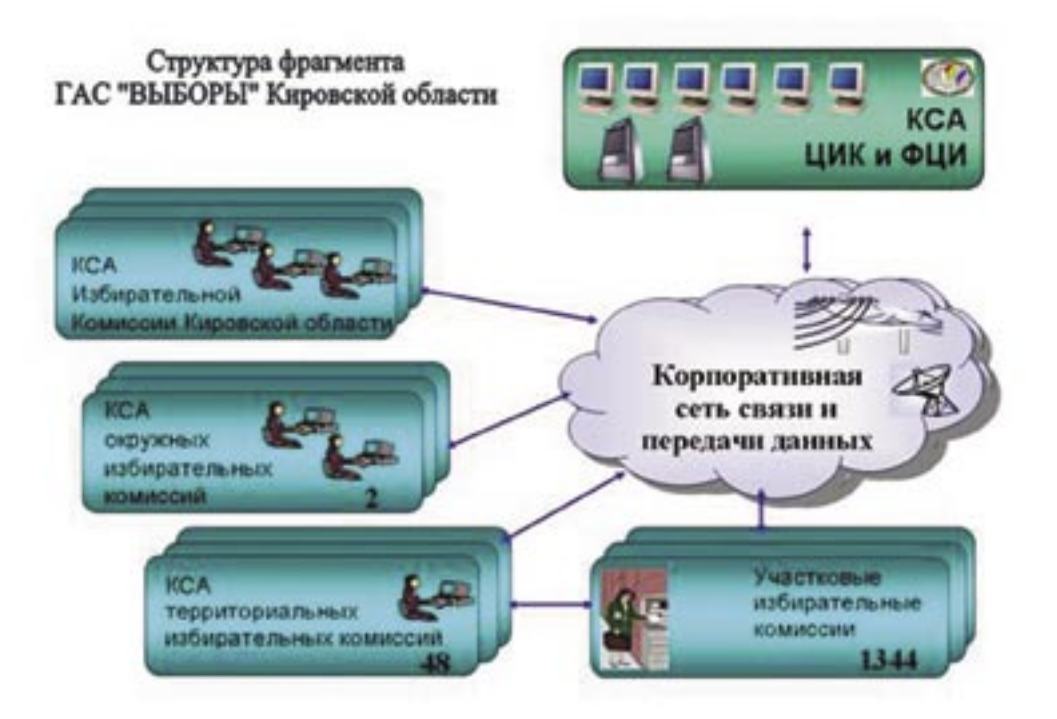 Структура фрагмента
ГАС "ВЫБОРЫ" Кировской области
КСА
ЦИК и ФЦИ
КСА
Избирательной
Комиссии Кировской области
КСА
окружных
избирательных
комиссий
2
Корпоративная
сеть связи и
передачи данных
КСА
территориальных
избирательных комиссий
48
Участковые
избирательные
комиссии
1344